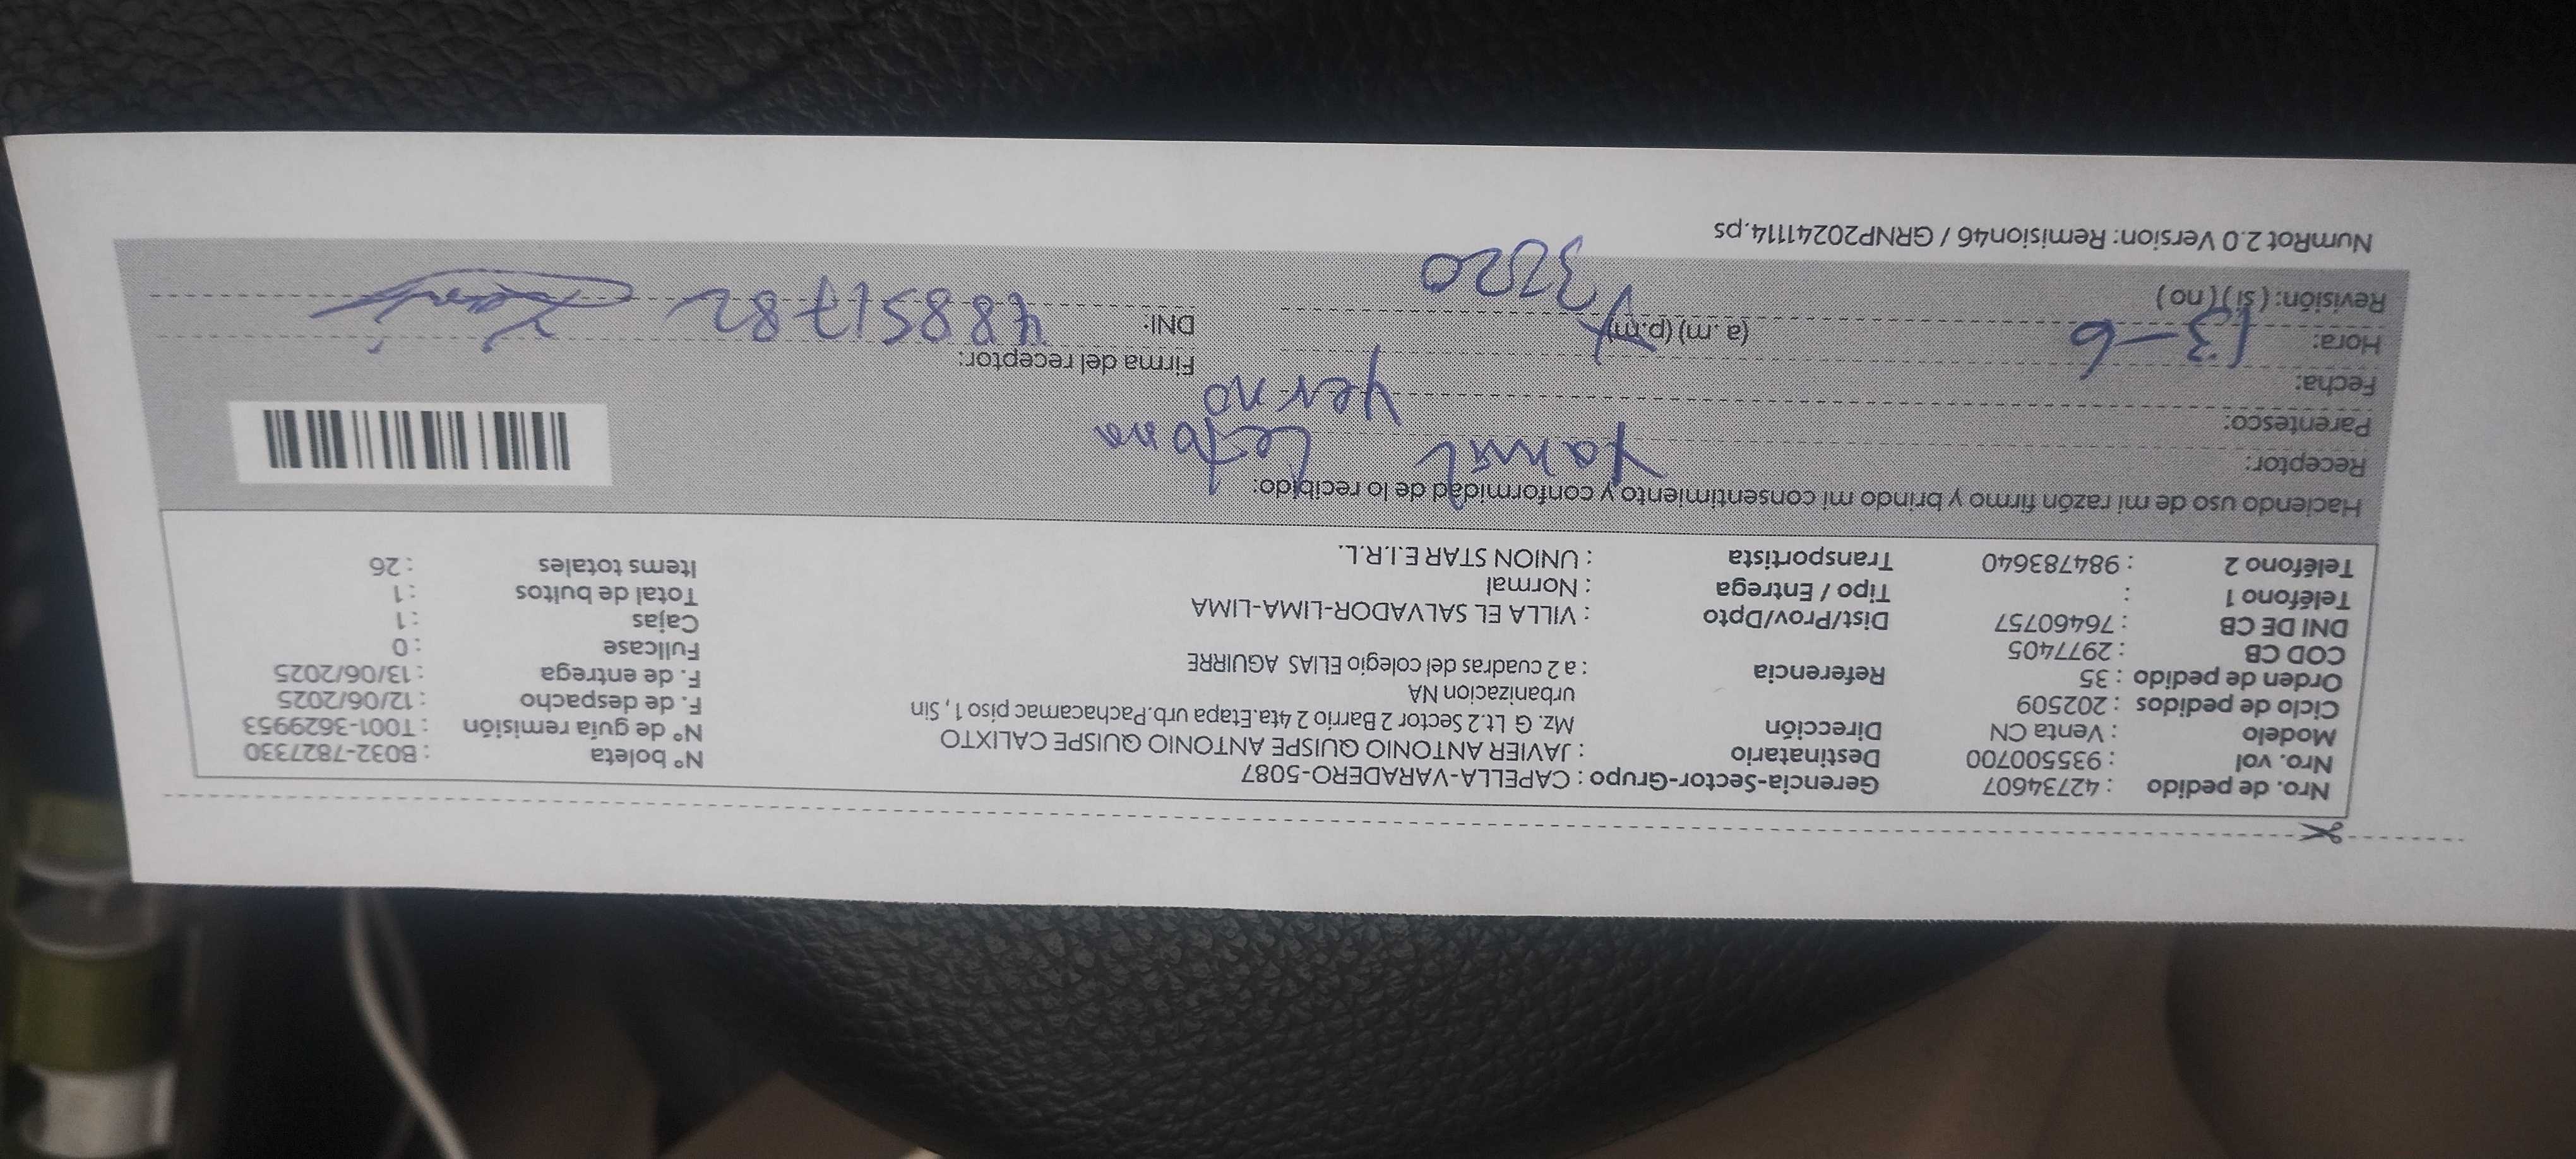 Nro. de pedido : 42734607 Gerencia-Sector-Grupo : CAPELLA-VARADERO-5087
Nro. vol : 935500700 Destinatario : JAVIER ANTONIO QUISPE ANTONIO QUISPE CALIXTO Nº boleta : B032-7827330
Modelo : Venta CN Dirección Mz. G Lt.2 Sector 2 Barrio 2 4ta.Etapa urb.Pachacamac piso 1, Sin Nº de guía remisión : T001-3629953
Ciclo de pedidos : 202509 urbanizacion NA F. de despacho : 12/06/2025
Orden de pedido : 35 Referencia : a 2 cuadras del colegio ELIAS AGUIRRE F. de entrega : 13/06/2025
COD CB : 2977405 Fullcase : 0
DNI DE CB : 76460757 Dist/Prov/Dpto : VILLA EL SALVADOR-LIMA-LIMA Cajas : 1
Teléfono 1 : Tipo / Entrega : Normal Total de bultos : 1
Teléfono 2 : 984783640 Transportista : UNION STAR E.I.R.L. Items totales : 26
Haciendo uso de mi razón firmo y brindo mi consentimiento y conformidad de lo recibido:
Receptor:
Parentesco: yerno
Fecha: 13-6 Firma del receptor:
Hora: (a.m) (p.m)
DNI: 48851782
Revisión: (si) (no)
NumRot 2.0 Version: Remision46 / GRNP20241114.ps